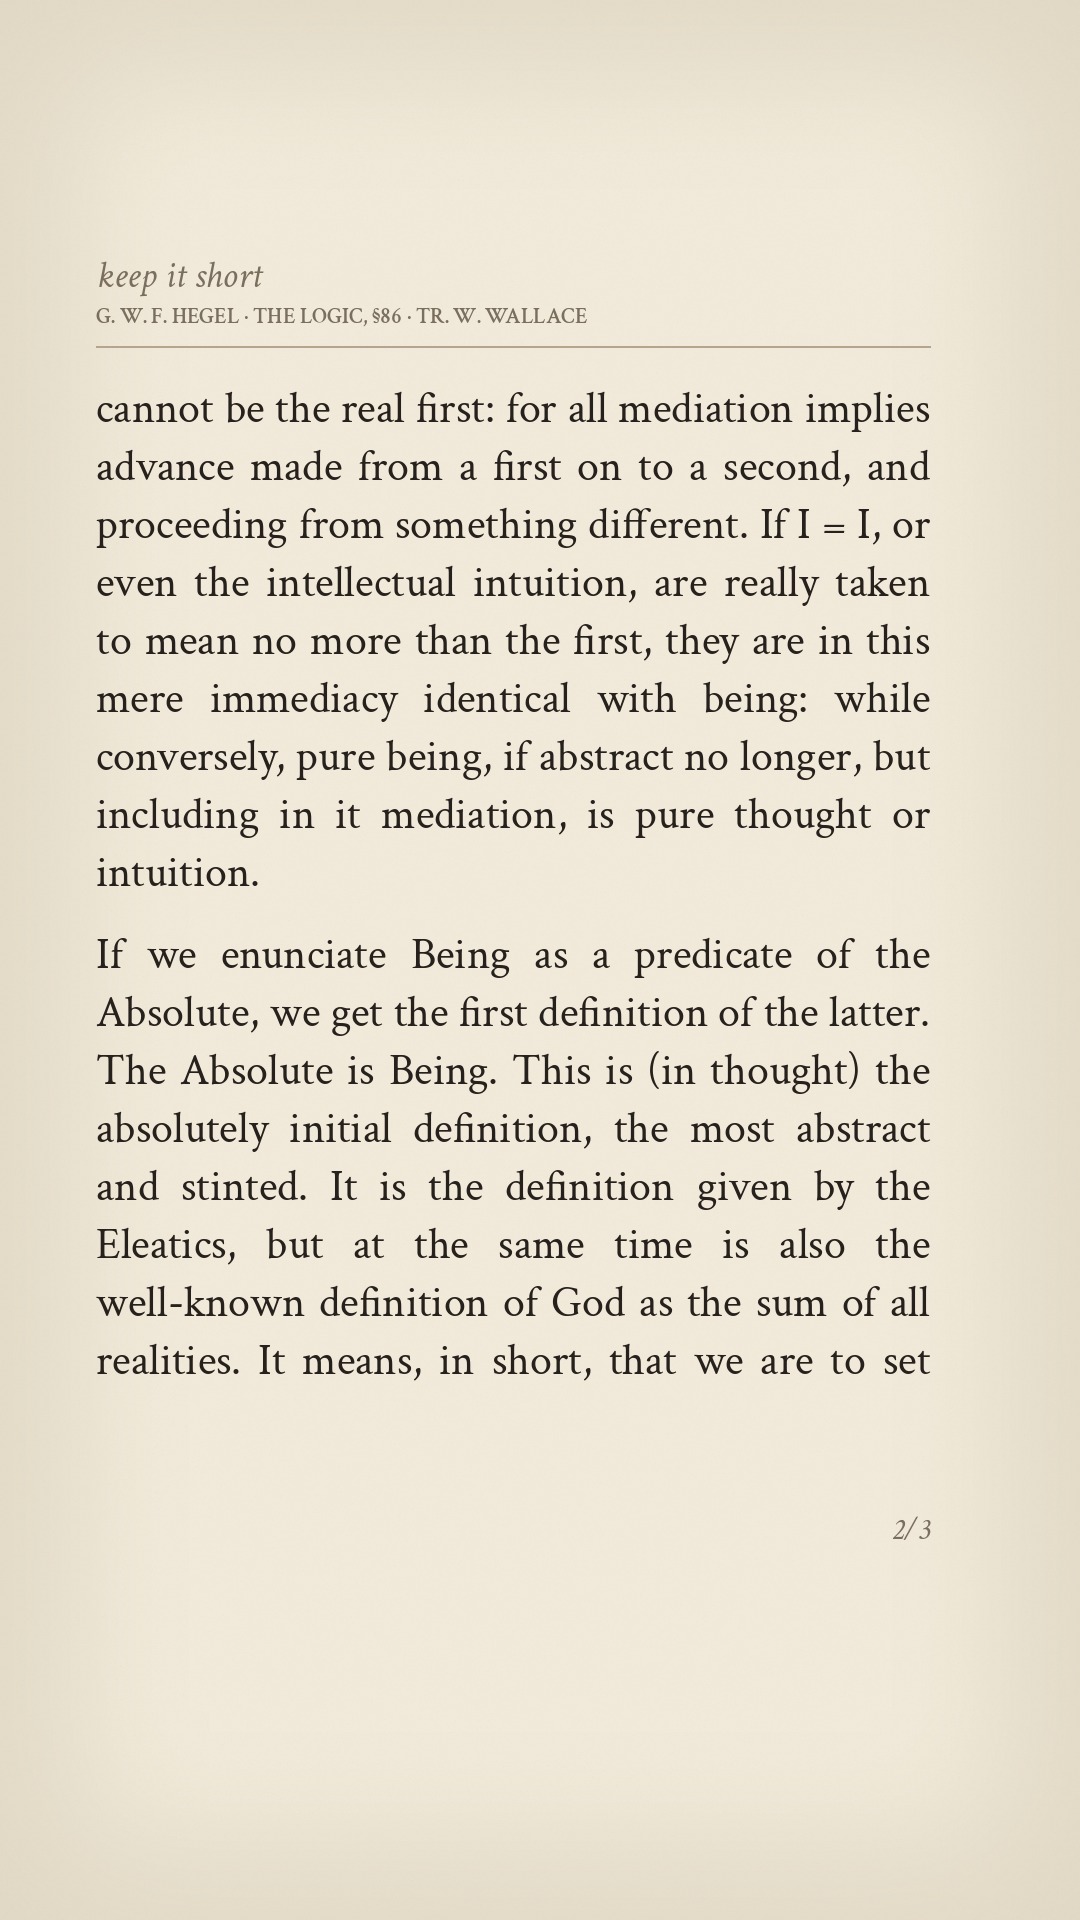 keep it short
G. W. F. HEGEL · THE LOGIC, §86 · TR. W. WALLACE
cannot be the real first: for all mediation implies
advance made from a first on to a second, and
proceeding from something different. If I = I, or
even the intellectual intuition, are really taken
to mean no more than the first, they are in this
mere immediacy identical with being: while
conversely, pure being, if abstract no longer, but
including in it mediation, is pure thought or
intuition.
If we enunciate Being as a predicate of the
Absolute, we get the first definition of the latter.
The Absolute is Being. This is (in thought) the
absolutely initial definition, the most abstract
and stinted. It is the definition given by the
Eleatics, but at the same time is also the
well-known definition of God as the sum of all
realities. It means, in short, that we are to set
2/3